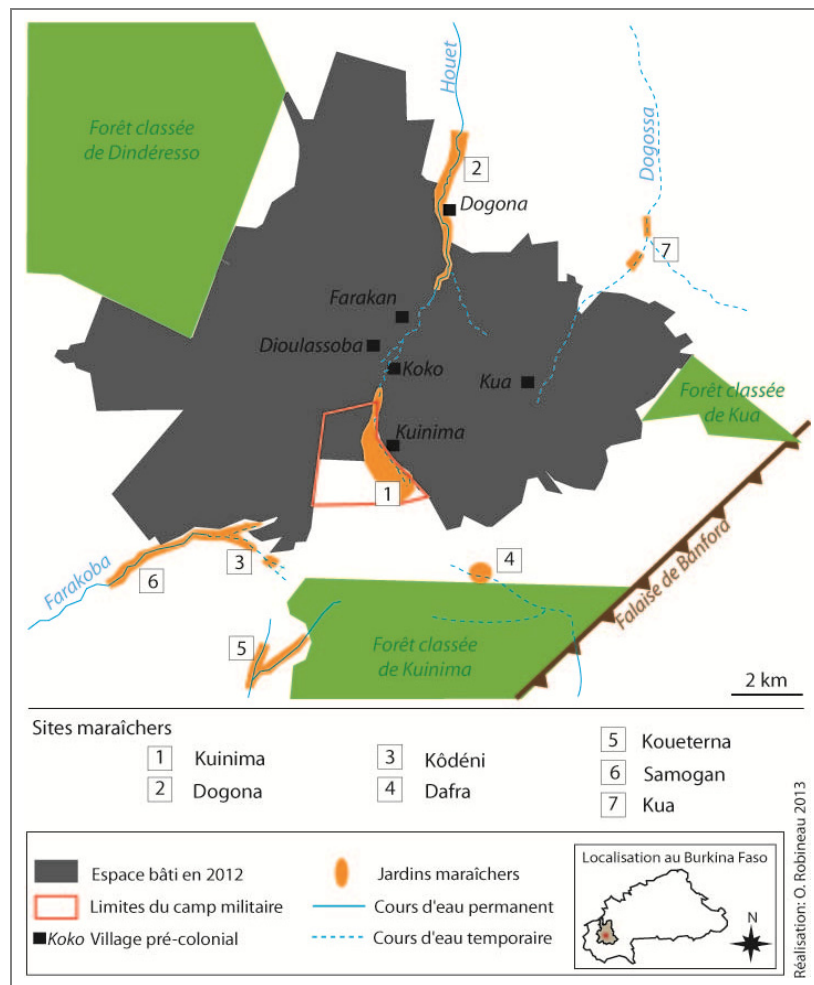 Forêt classée
de Dindéresso
Houet
2
Dogona
Dogossa
7
Farakan
Dioulassoba
Koko
Kua
Forêt classée
de Kua
Kuinima
1
Falaise de Banford
3
4
Farakoba
6
5
Forêt classée
de Kuinima
2 km
Sites maraîchers
1 Kuinima
2 Dogona
3 Kôdéni
4 Dafra
5 Koueterna
6 Samogan
7 Kua
Espace bâti en 2012
Limites du camp militaire
Koko Village pré-colonial
Jardins maraîchers
Cours d'eau permanent
Cours d'eau temporaire
Localisation au Burkina Faso
N
Réalisation: O. Robineau 2013